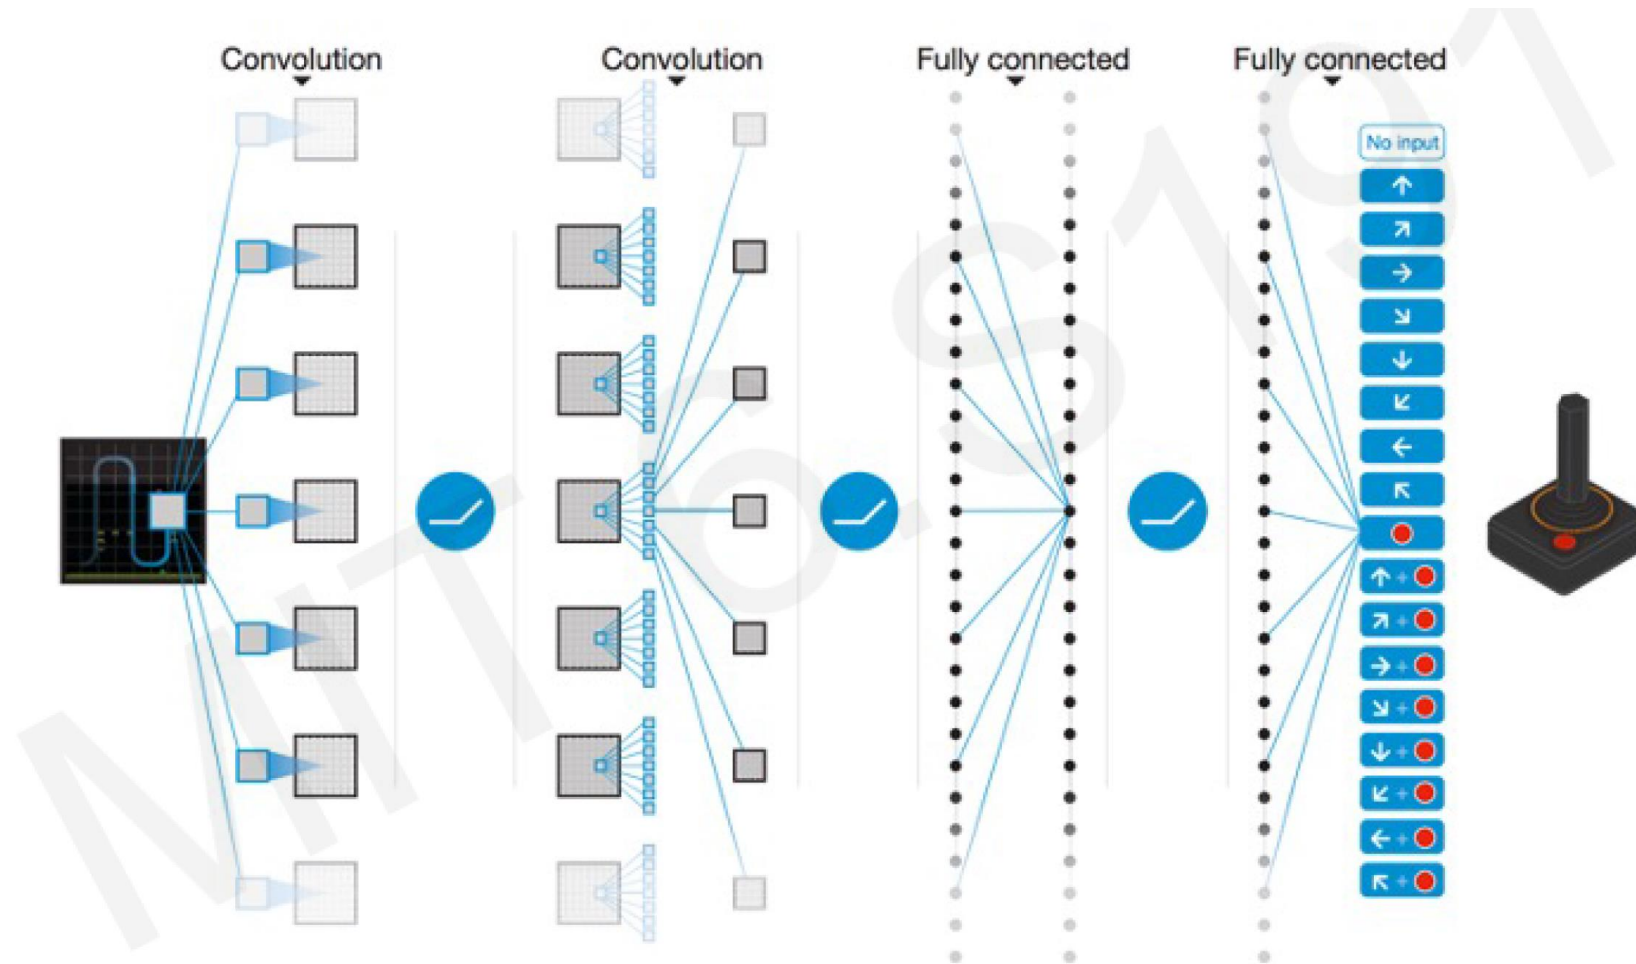 Convolution
Convolution
Fully connected
Fully connected
No input
MIT 6.S191